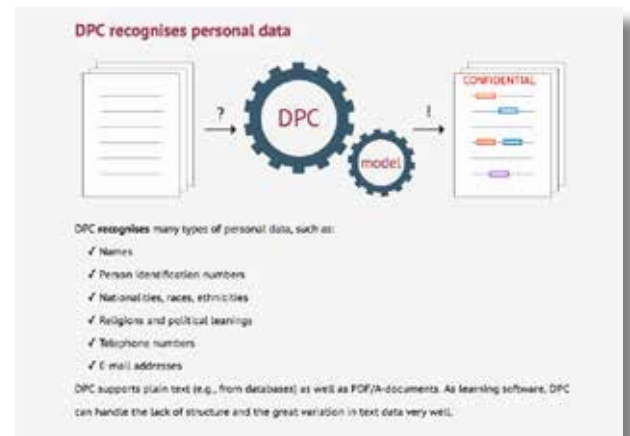 DPC recognises personal data
?
DPC
model
!
CONFIDENTIAL
DPC recognises many types of personal data, such as:
✓ Names
✓ Person identification numbers
✓ Nationalities, races, ethnicities
✓ Religions and political leanings
✓ Telephone numbers
✓ E-mail addresses
DPC supports plain text (e.g., from databases) as well as PDF/A-documents. As learning software, DPC
can handle the lack of structure and the great variation in text data very well.